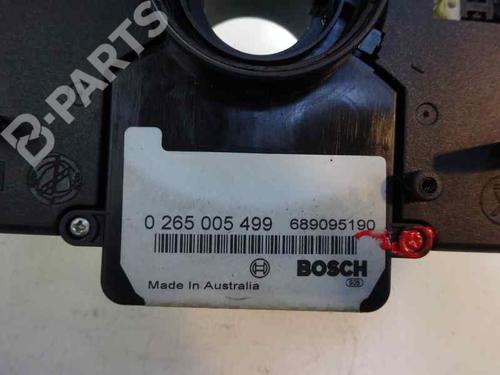 B-PARTS
0 265 005 499 689095190
BOSCH
Made In Australia